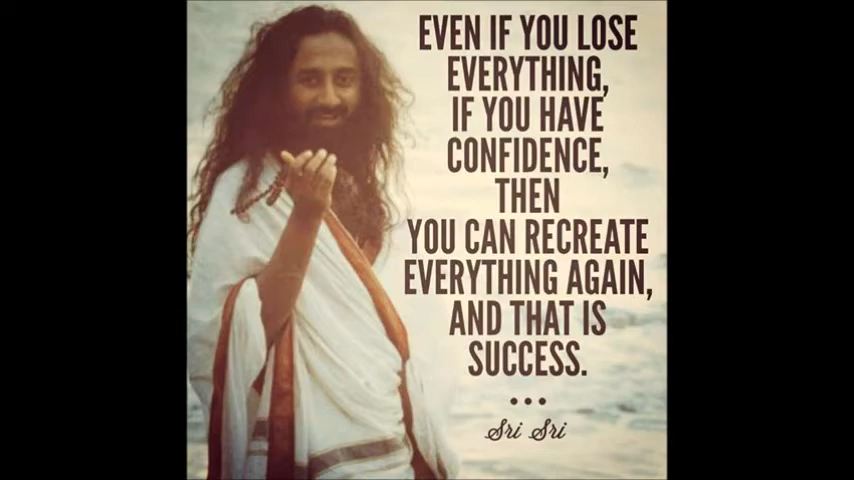 EVEN IF YOU LOSE
EVERYTHING,
IF YOU HAVE
CONFIDENCE,
THEN
YOU CAN RECREATE
EVERYTHING AGAIN,
AND THAT IS
SUCCESS.
...
Sri Sri